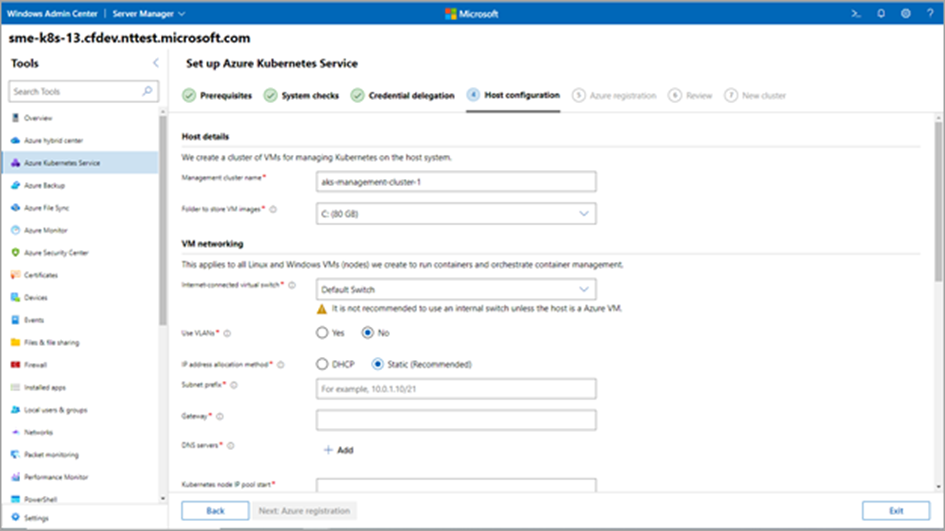 Windows Admin Center | Server Manager
Microsoft
sme-k8s-13.cfdev.nttest.microsoft.com
Tools
Search Tools
Overview
Azure hybrid center
Azure Kubernetes Service
Azure Backup
Azure File Sync
Azure Monitor
Azure Security Center
Certificates
Devices
Events
Files & file sharing
Firewall
Installed apps
Local users & groups
Networks
Packet monitoring
Performance Monitor
PowerShell
Settings
Set up Azure Kubernetes Service
Prerequisites
System checks
Credential delegation
4 Host configuration
5 Azure registration
6 Review
7 New cluster
Host details
We create a cluster of VMs for managing Kubernetes on the host system.
Management cluster name*
aks-management-cluster-1
Folder to store VM images*
C: (80 GB)
VM networking
This applies to all Linux and Windows VMs (nodes) we create to run containers and orchestrate container management.
Internet-connected virtual switch*
Default Switch
It is not recommended to use an internal switch unless the host is a Azure VM.
Use VLANs*
Yes
No
IP address allocation method*
DHCP
Static (Recommended)
Subnet prefix*
For example, 10.0.1.10/21
Gateway*
DNS servers*
+ Add
Kubernetes node IP pool start*
Back
Next: Azure registration
Exit